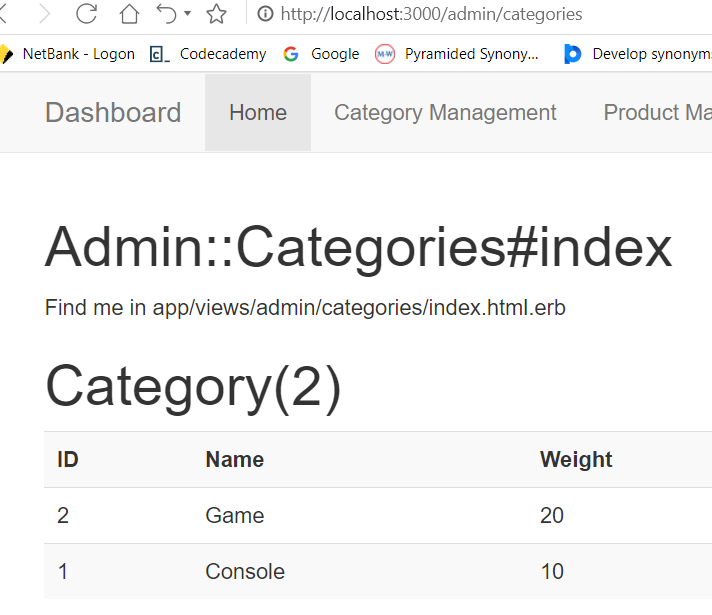 http://localhost:3000/admin/categories
NetBank - Logon C_ Codecademy G Google M-W Pyramided Synony... Develop synonym
Dashboard Home Category Management Product Ma
Admin::Categories#index
Find me in app/views/admin/categories/index.html.erb
Category(2)
ID Name Weight
2 Game 20
1 Console 10